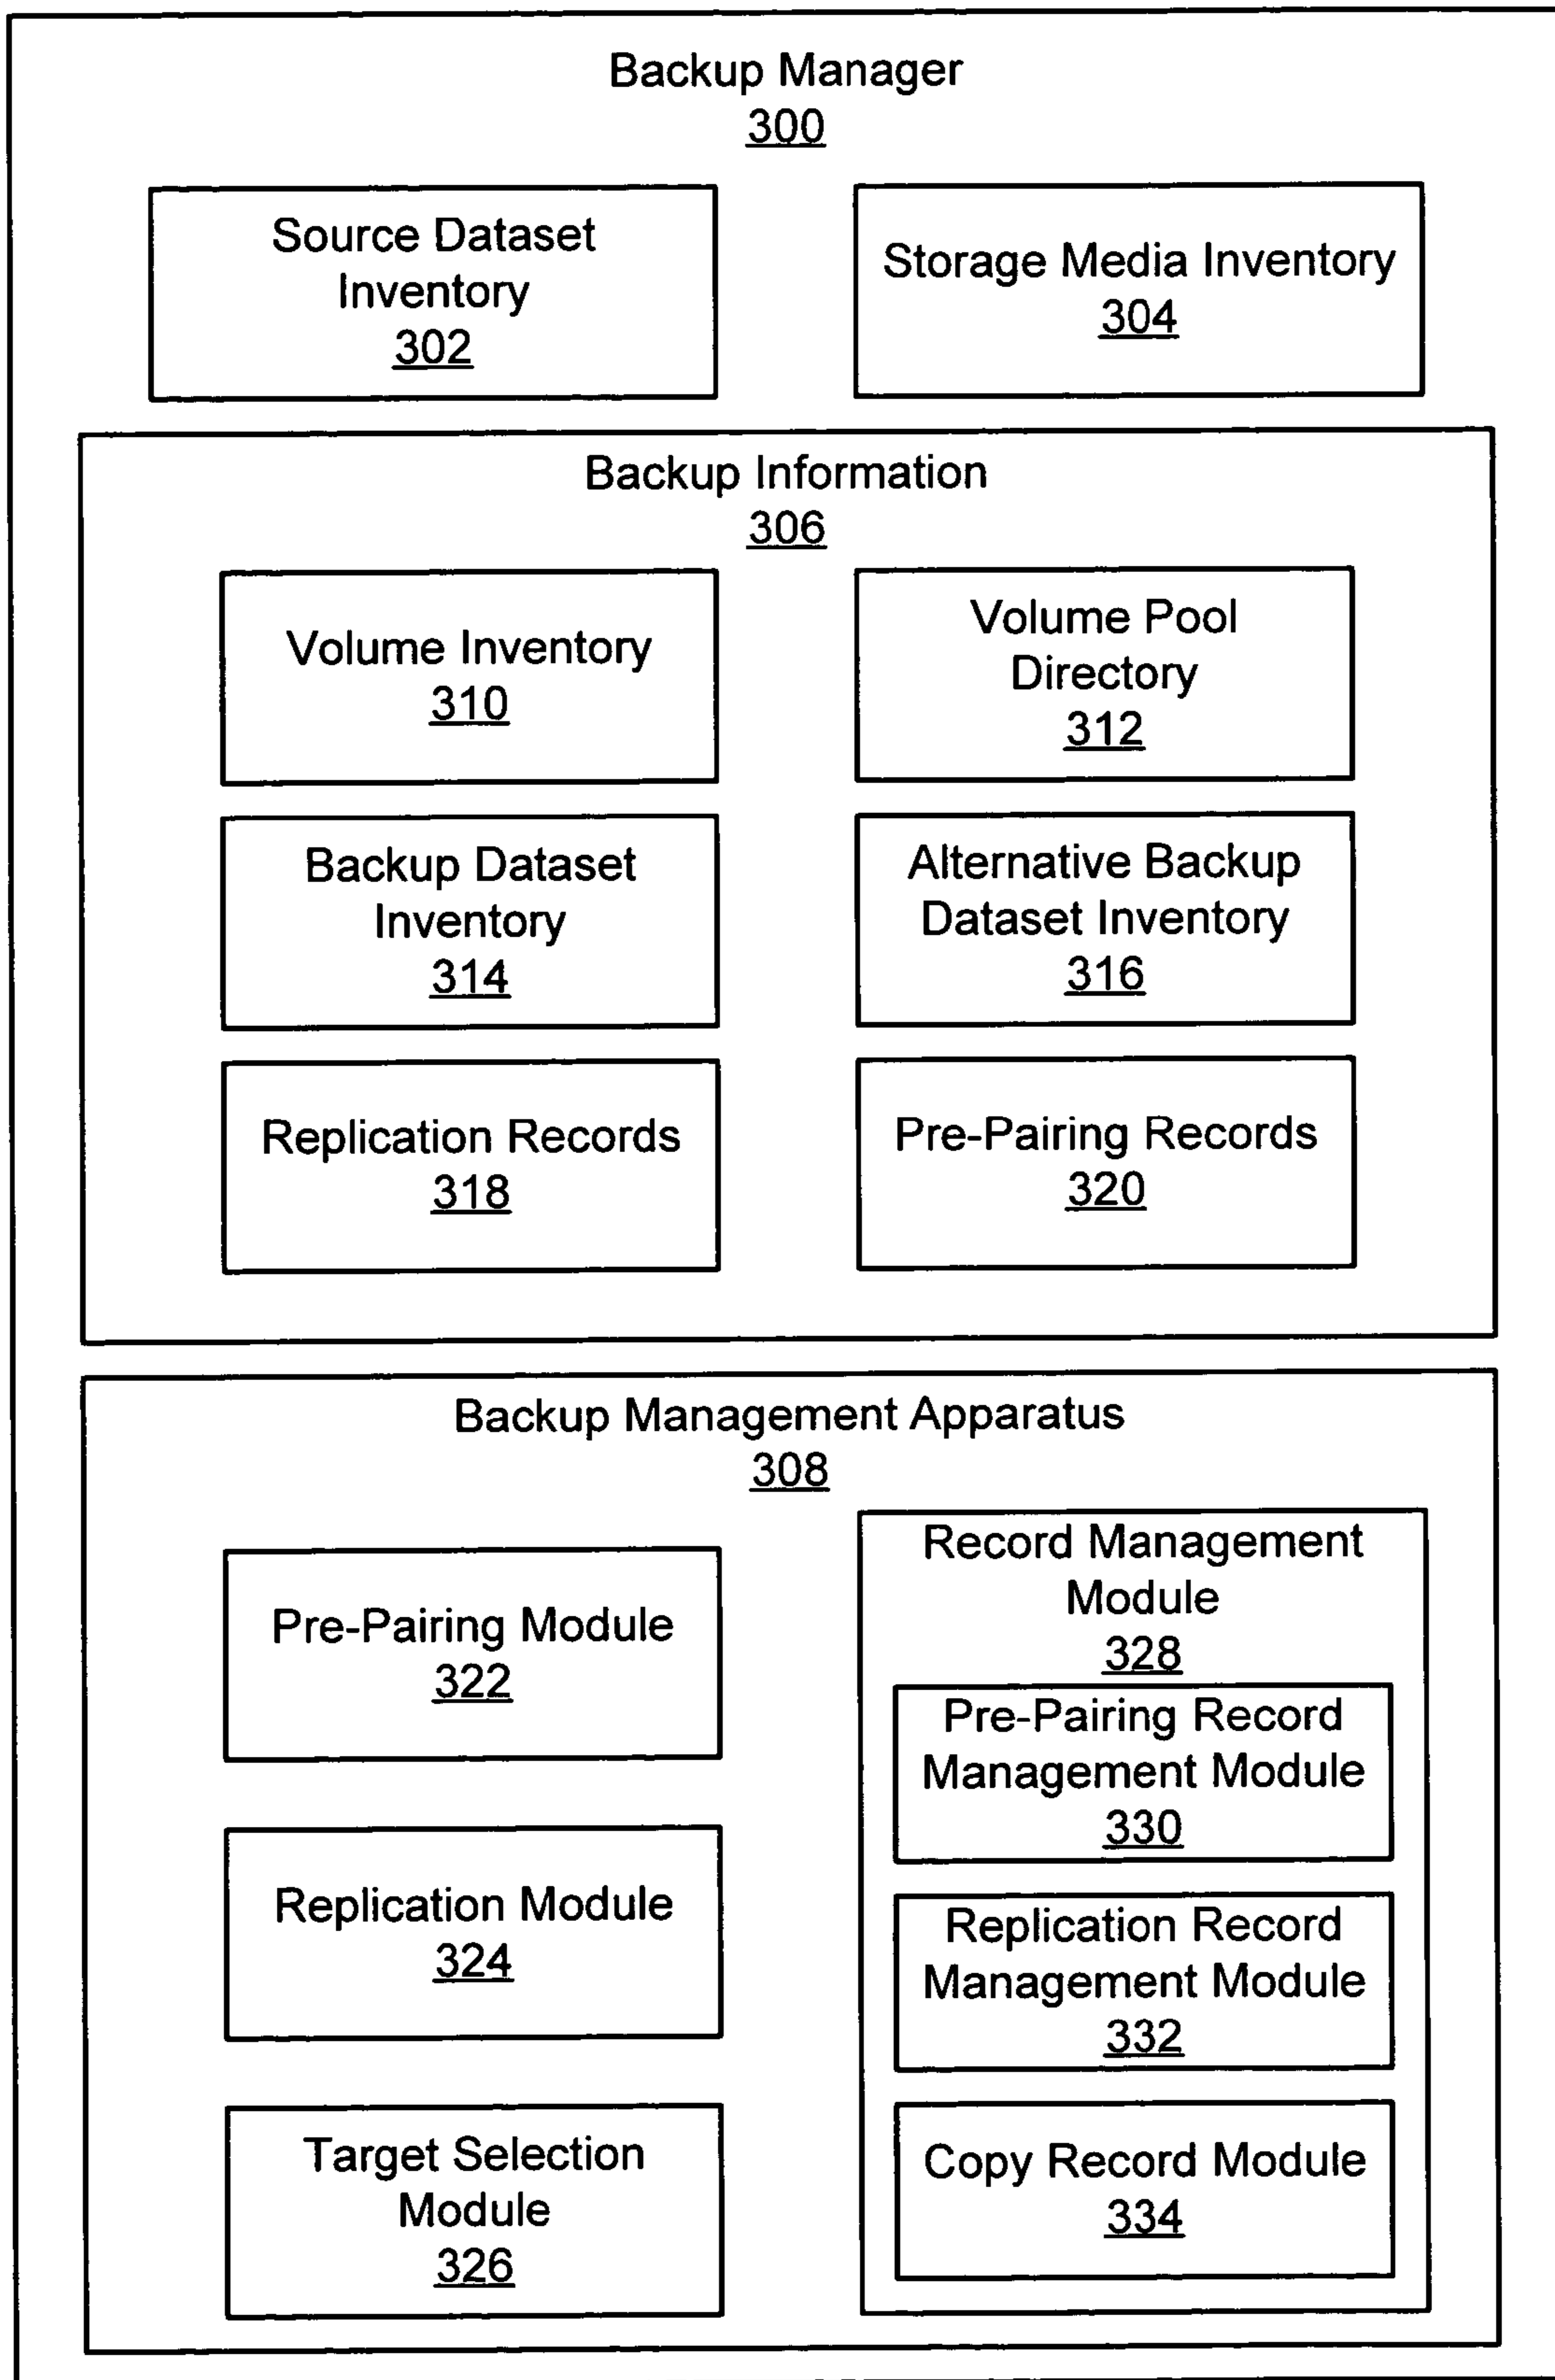 Backup Manager
300
Source Dataset
Inventory
302
Storage Media Inventory
304
Backup Information
306
Volume Inventory
310
Volume Pool
Directory
312
Backup Dataset
Inventory
314
Alternative Backup
Dataset Inventory
316
Replication Records
318
Pre-Pairing Records
320
Backup Management Apparatus
308
Pre-Pairing Module
322
Replication Module
324
Target Selection
Module
326
Record Management
Module
328
Pre-Pairing Record
Management Module
330
Replication Record
Management Module
332
Copy Record Module
334